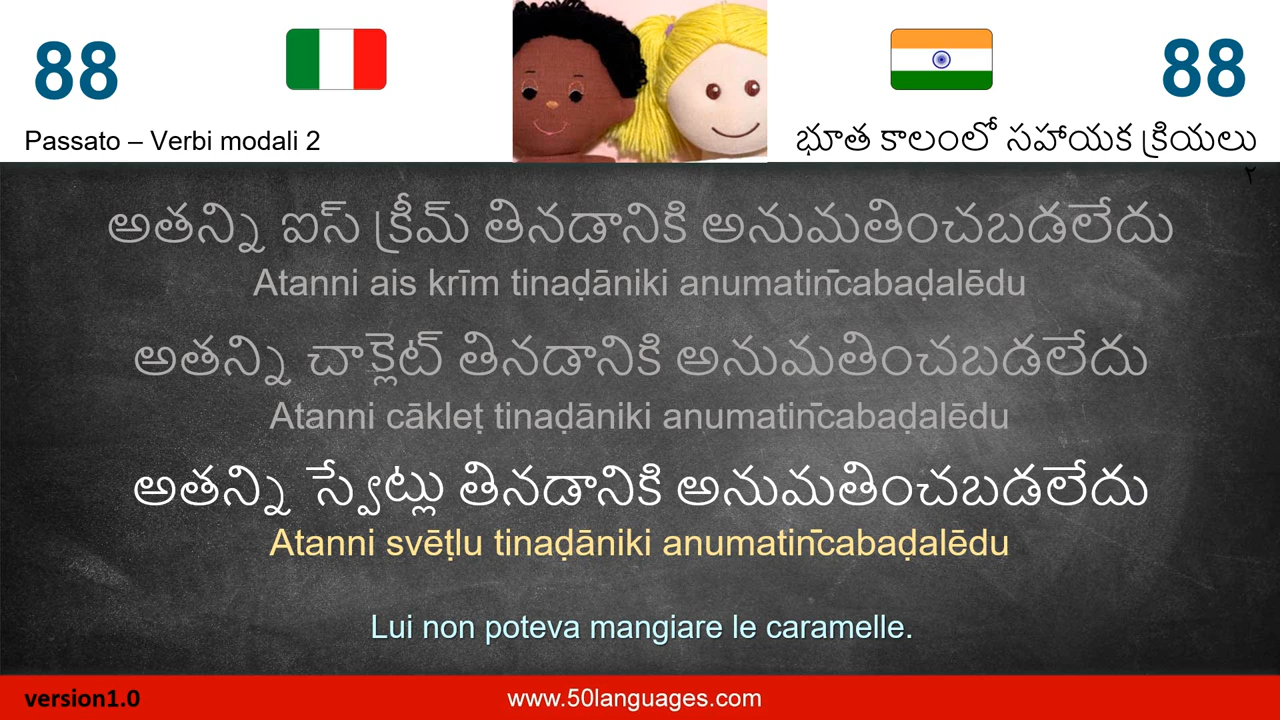 88
88
Passato – Verbi modali 2
భూత కాలంలో సహాయక క్రియలు
٢
అతన్ని ఐస్ క్రీమ్ తినడానికి అనుమతించబడలేదు
Atanni ais krīm tinaḍāniki anumatin̄cabaḍalēdu
అతన్ని చాక్లెట్ తినడానికి అనుమతించబడలేదు
Atanni cākleṭ tinaḍāniki anumatin̄cabaḍalēdu
అతన్ని స్వేట్లు తినడానికి అనుమతించబడలేదు
Atanni svēṭlu tinaḍāniki anumatin̄cabaḍalēdu
Lui non poteva mangiare le caramelle.
version1.0
www.50languages.com